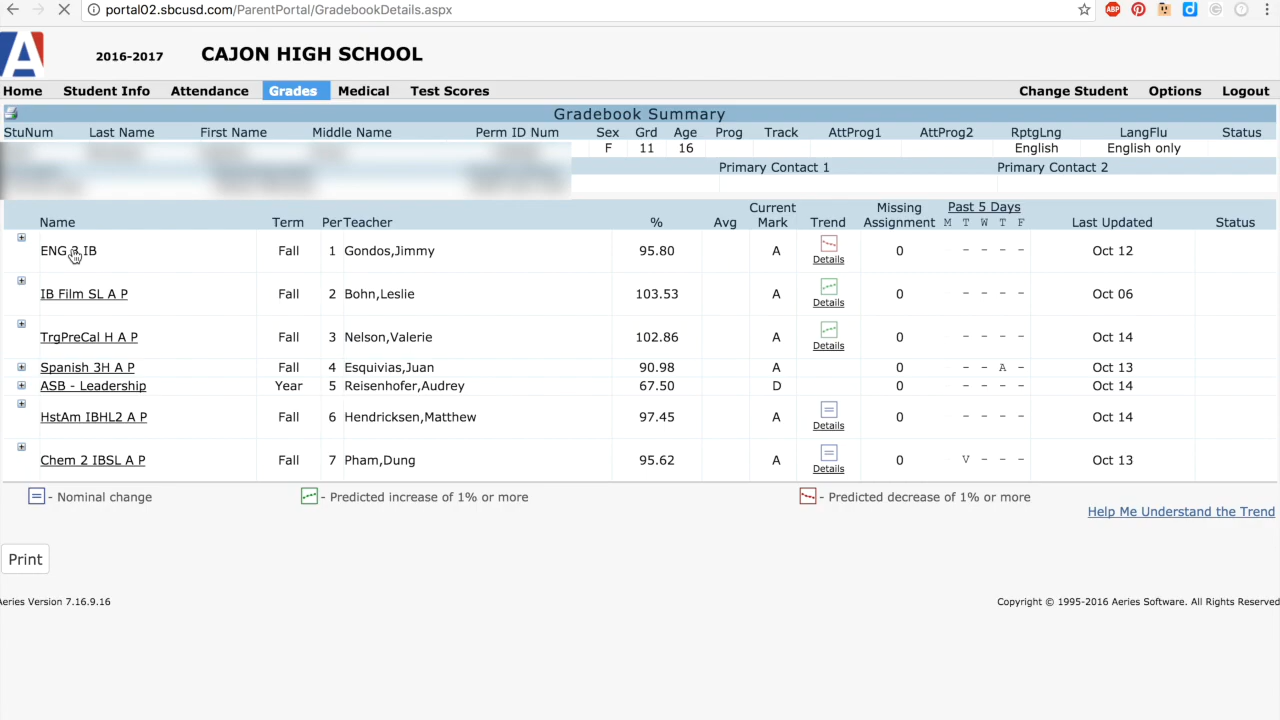 portal02.sbcusd.com/ParentPortal/GradebookDetails.aspx
ABP
A 2016-2017 CAJON HIGH SCHOOL
Home Student Info Attendance Grades Medical Test Scores Change Student Options Logout
Gradebook Summary
StuNum Last Name First Name Middle Name Perm ID Num Sex Grd Age Prog Track AttProg1 AttProg2 RptgLng LangFlu Status
F 11 16 English English only
Primary Contact 1 Primary Contact 2
Name Term Per Teacher % Avg Current Mark Trend Missing Assignment Past 5 Days M T W T F Last Updated Status
ENG 3 IB Fall 1 Gondos,Jimmy 95.80 A Details 0 - - - - Oct 12
IB Film SL A P Fall 2 Bohn,Leslie 103.53 A Details 0 - - - - Oct 06
TrgPreCal H A P Fall 3 Nelson,Valerie 102.86 A Details 0 - - - - Oct 14
Spanish 3H A P Fall 4 Esquivias,Juan 90.98 A 0 - - A - Oct 13
ASB - Leadership Year 5 Reisenhofer,Audrey 67.50 D 0 - - - - Oct 14
HstAm IBHL2 A P Fall 6 Hendricksen,Matthew 97.45 A Details 0 - - - - Oct 14
Chem 2 IBSL A P Fall 7 Pham,Dung 95.62 A Details 0 V - - - Oct 13
- Nominal change - Predicted increase of 1% or more - Predicted decrease of 1% or more
Help Me Understand the Trend
Print
Aeries Version 7.16.9.16 Copyright © 1995-2016 Aeries Software. All Rights Reserved